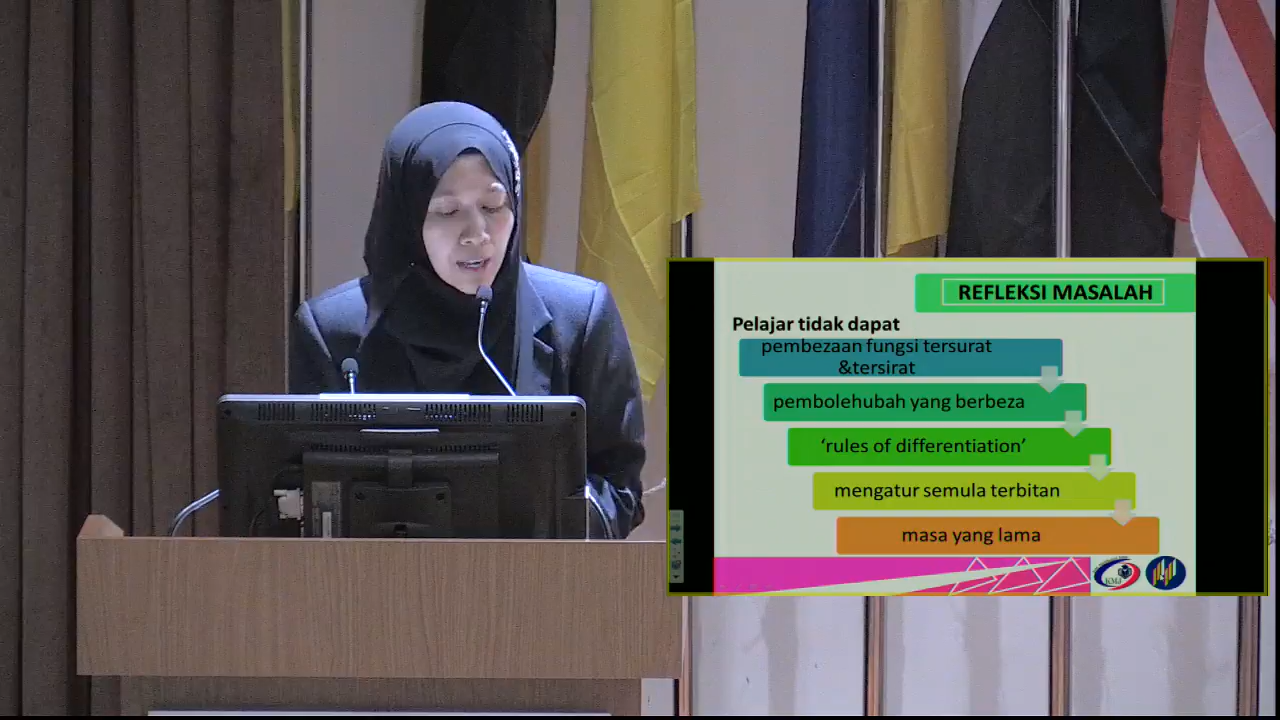 REFLEKSI MASALAH
Pelajar tidak dapat
pembezaan fungsi tersurat
&tersirat
pembolehubah yang berbeza
‘rules of differentiation’
mengatur semula terbitan
masa yang lama
KMJ